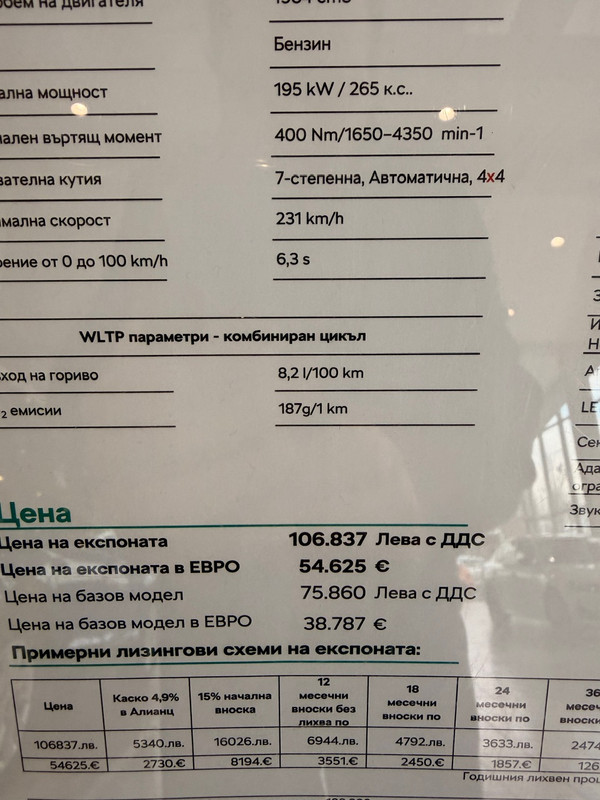 двигателя
Бензин
мощност 195 kW / 265 к.с..
въртящ момент 400 Nm/1650–4350 min-1
кутия 7-степенна, Автоматична, 4x4
скорост 231 km/h
от 0 до 100 km/h 6,3 s
WLTP параметри - комбиниран цикъл
на гориво 8,2 l/100 km
2 емисии 187g/1 km
Цена
Цена на експоната 106.837 Лева с ДДС
Цена на експоната в ЕВРО 54.625 €
Цена на базов модел 75.860 Лева с ДДС
Цена на базов модел в ЕВРО 38.787 €
Примерни лизингови схеми на експоната:
Цена
Каско 4,9%
в Алианц
15% начална
вноска
12
месечни
вноски без
лихва по
18
месечни
вноски по
24
месечни
вноски по
36
106837.лв. 5340.лв. 16026.лв. 6944.лв. 4792.лв. 3633.лв. 2474
54625.€ 2730.€ 8194.€ 3551.€ 2450.€ 1857.€ 126
Годишния лихвен